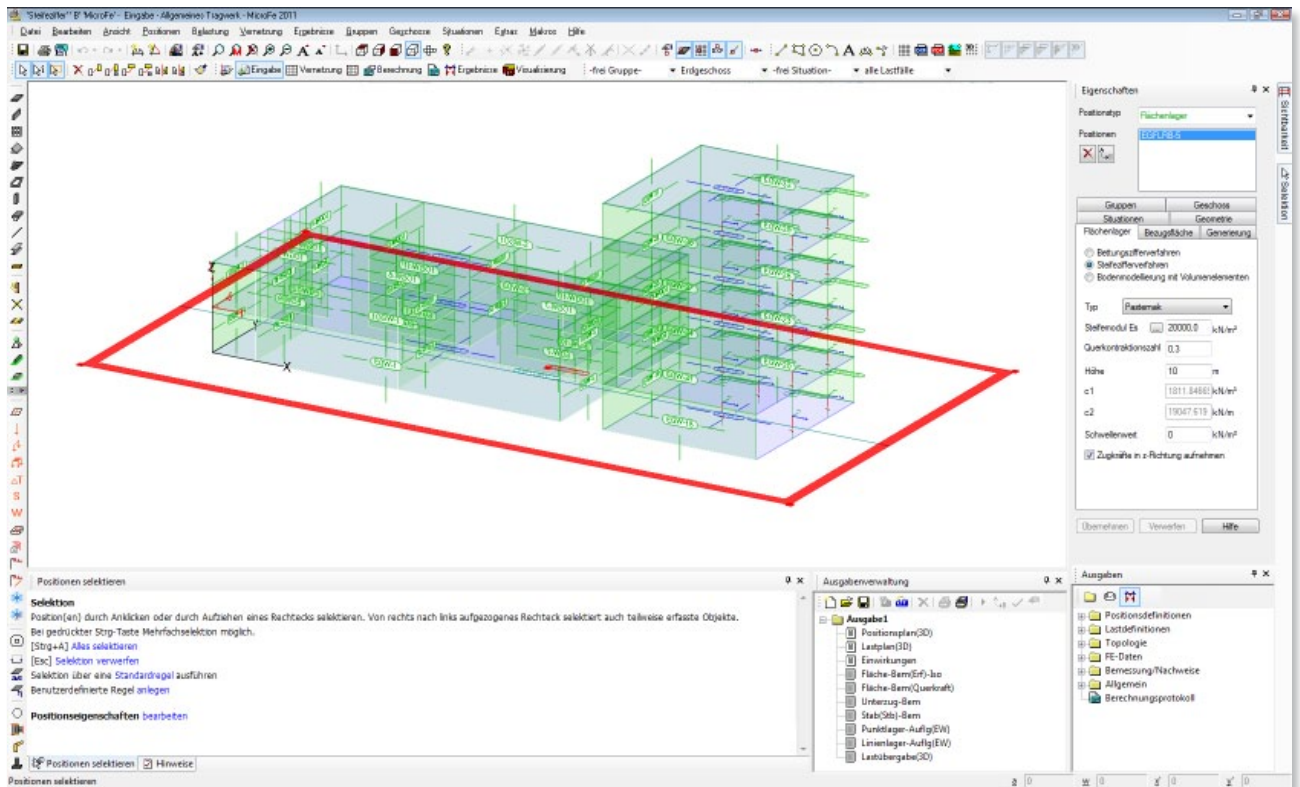 'Steifeziffer'' B' 'MicroFe' - Eingabe - Allgemeines Tragwerk - MicroFe 2011
Datei Bearbeiten Ansicht Positionen Belastung Vernetzung Ergebnisse Gruppen Geschosse Situationen Extras Makros Hilfe
Eingabe Vernetzung Berechnung Ergebnisse Visualisierung -frei Gruppe- Erdgeschoss -frei Situation- alle Lastfälle
Z
Y
X
Eigenschaften
Positionstyp Flächenlager
Positionen
Gruppen Geschoss
Situationen Geometrie
Flächenlager Bezugsfläche Generierung
Bettungszifferverfahren
Steifezifferverfahren
Bodenmodellierung mit Volumenelementen
Typ Pasternak
Steifemodul Es ... 20000.0 kN/m²
Querkontraktionszahl 0.3
Höhe 10 m
c1 kN/m³
c2 19047.619 kN/m
Schwellenwert 0 kN/m²
Zugkräfte in z-Richtung aufnehmen
Übernehmen Verwerfen Hilfe
Sichtbarkeit
Selektion
ΔT
S
W
Positionen selektieren
Selektion
Position(en) durch Anklicken oder durch Aufziehen eines Rechtecks selektieren. Von rechts nach links aufgezogenes Rechteck selektiert auch teilweise erfasste Objekte.
Bei gedrückter Strg-Taste Mehrfachselektion möglich.
[Strg+A] Alles selektieren
[Esc] Selektion verwerfen
Selektion über eine Standardregel ausführen
Benutzerdefinierte Regel anlegen
Positionseigenschaften bearbeiten
Positionen selektieren Hinweise
Ausgabenverwaltung
Ausgabe1
Positionsplan(3D)
Lastplan(3D)
Einwirkungen
Fläche-Bem(Erf)-Iso
Fläche-Bem(Querkraft)
Unterzug-Bem
Stab(Stb)-Bem
Punktlager-Auflg(EW)
Linienlager-Auflg(EW)
Lastübergabe(3D)
Ausgaben
Positionsdefinitionen
Lastdefinitionen
Topologie
FE-Daten
Bemessung/Nachweise
Allgemein
Berechnungsprotokoll
Positionen selektieren